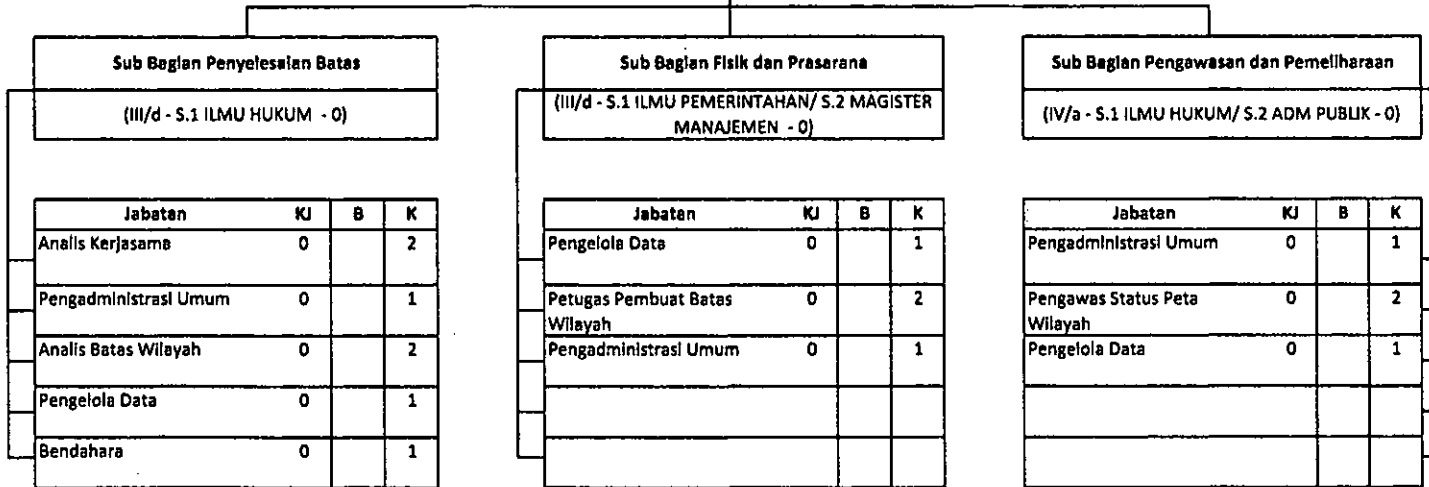 Sub Bagian Penyelesaian Batas
(III/d - S.1 ILMU HUKUM - 0)
Jabatan KJ B K
Analis Kerjasama 0 2
Pengadministrasi Umum 0 1
Analis Batas Wilayah 0 2
Pengelola Data 0 1
Bendahara 0 1
Sub Bagian Fisik dan Prasarana
(III/d - S.1 ILMU PEMERINTAHAN/ S.2 MAGISTER
MANAJEMEN - 0)
Jabatan KJ B K
Pengelola Data 0 1
Petugas Pembuat Batas 0 2
Wilayah
Pengadministrasi Umum 0 1
Sub Bagian Pengawasan dan Pemeliharaan
(IV/a - S.1 ILMU HUKUM/ S.2 ADM PUBLIK - 0)
Jabatan KJ B K
Pengadministrasi Umum 0 1
Pengawas Status Peta 0 2
Wilayah
Pengelola Data 0 1